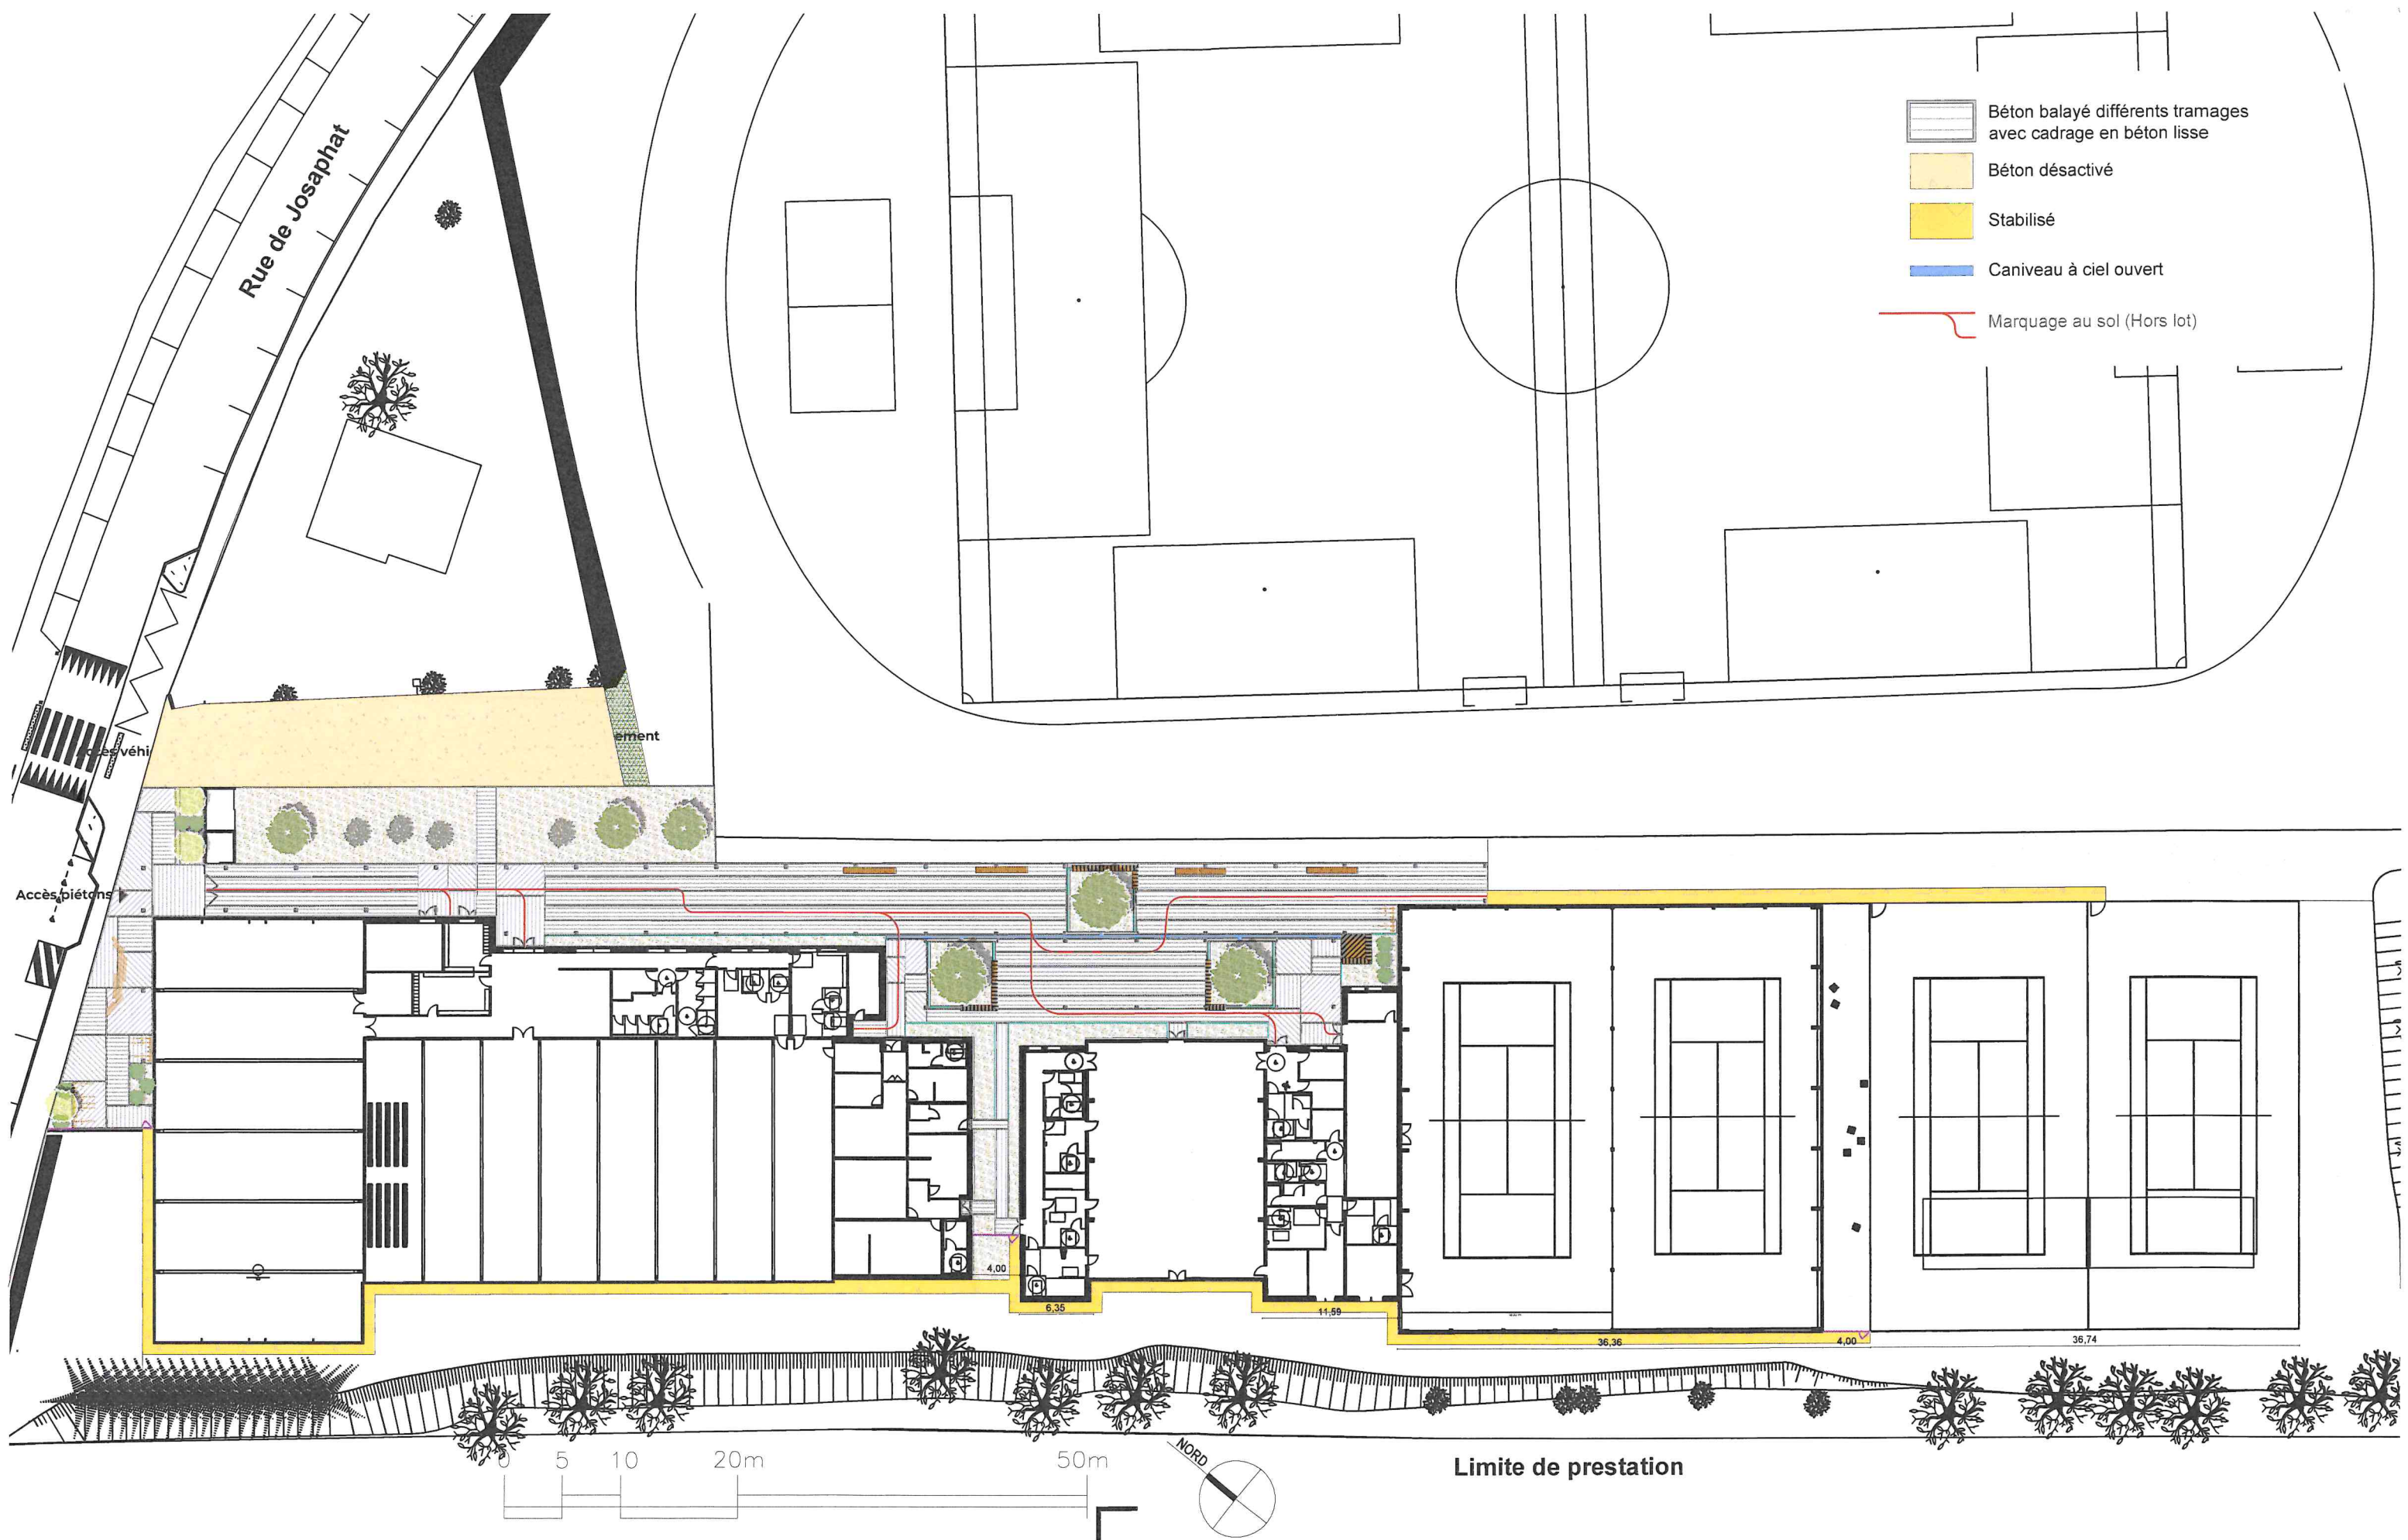 Rue de Josaphat
Béton balayé différents tramages
avec cadrage en béton lisse
Béton désactivé
Stabilisé
Caniveau à ciel ouvert
Marquage au sol (Hors lot)
Accès véhi
ement
Accès piétons
4,00
6,35
11,59
36,36
4,00
36,74
0 5 10 20m 50m
NORD
Limite de prestation